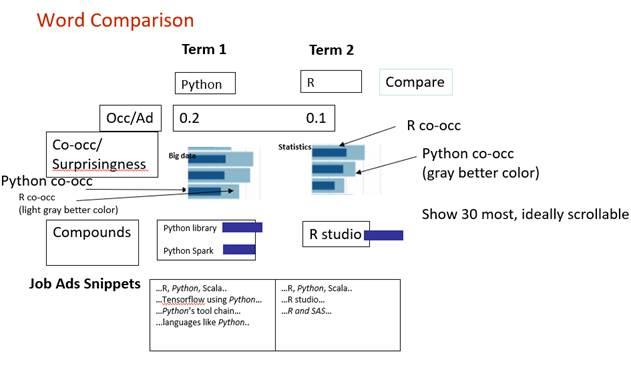 Word Comparison
Term 1
Term 2
Python
R
Compare
Occ/Ad
0.2
0.1
Co-occ/
Surprisingness
Big data
Statistics
R co-occ
Python co-occ
(gray better color)
Python co-occ
R co-occ
(light gray better color)
Show 30 most, ideally scrollable
Compounds
Python library
Python Spark
R studio
Job Ads Snippets
...R, Python, Scala..
...Tensorflow using Python...
...Python's tool chain...
...languages like Python..
...R, Python, Scala..
...R studio...
...R and SAS...